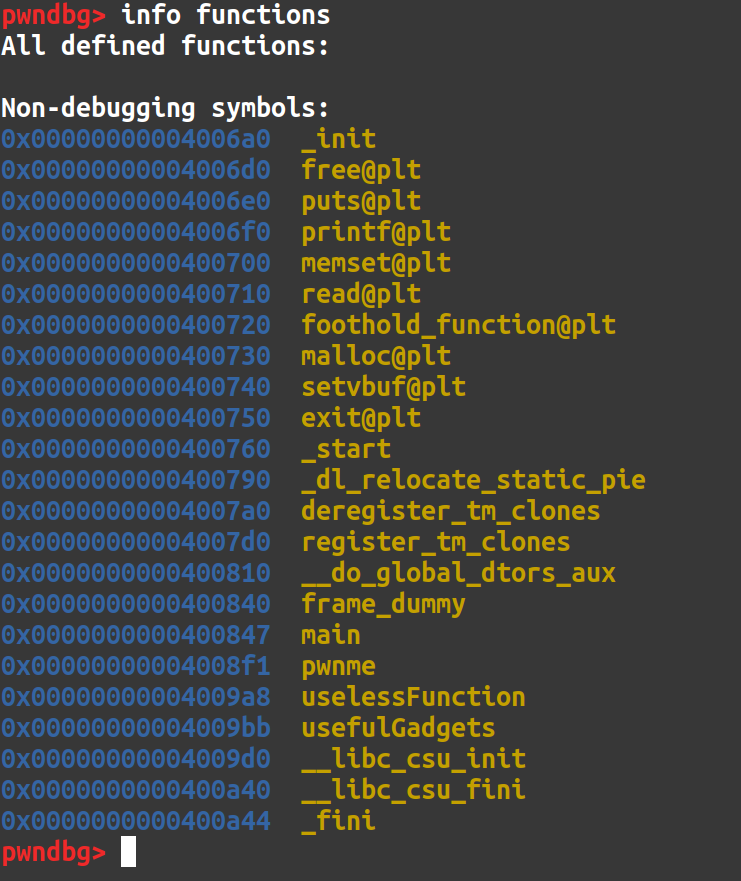 pwndbg> info functions
All defined functions:
Non-debugging symbols:
0x00000000004006a0  _init
0x00000000004006d0  free@plt
0x00000000004006e0  puts@plt
0x00000000004006f0  printf@plt
0x0000000000400700  memset@plt
0x0000000000400710  read@plt
0x0000000000400720  foothold_function@plt
0x0000000000400730  malloc@plt
0x0000000000400740  setvbuf@plt
0x0000000000400750  exit@plt
0x0000000000400760  _start
0x0000000000400790  _dl_relocate_static_pie
0x00000000004007a0  deregister_tm_clones
0x00000000004007d0  register_tm_clones
0x0000000000400810  __do_global_dtors_aux
0x0000000000400840  frame_dummy
0x0000000000400847  main
0x00000000004008f1  pwnme
0x00000000004009a8  uselessFunction
0x00000000004009bb  usefulGadgets
0x00000000004009d0  __libc_csu_init
0x0000000000400a40  __libc_csu_fini
0x0000000000400a44  _fini
pwndbg>